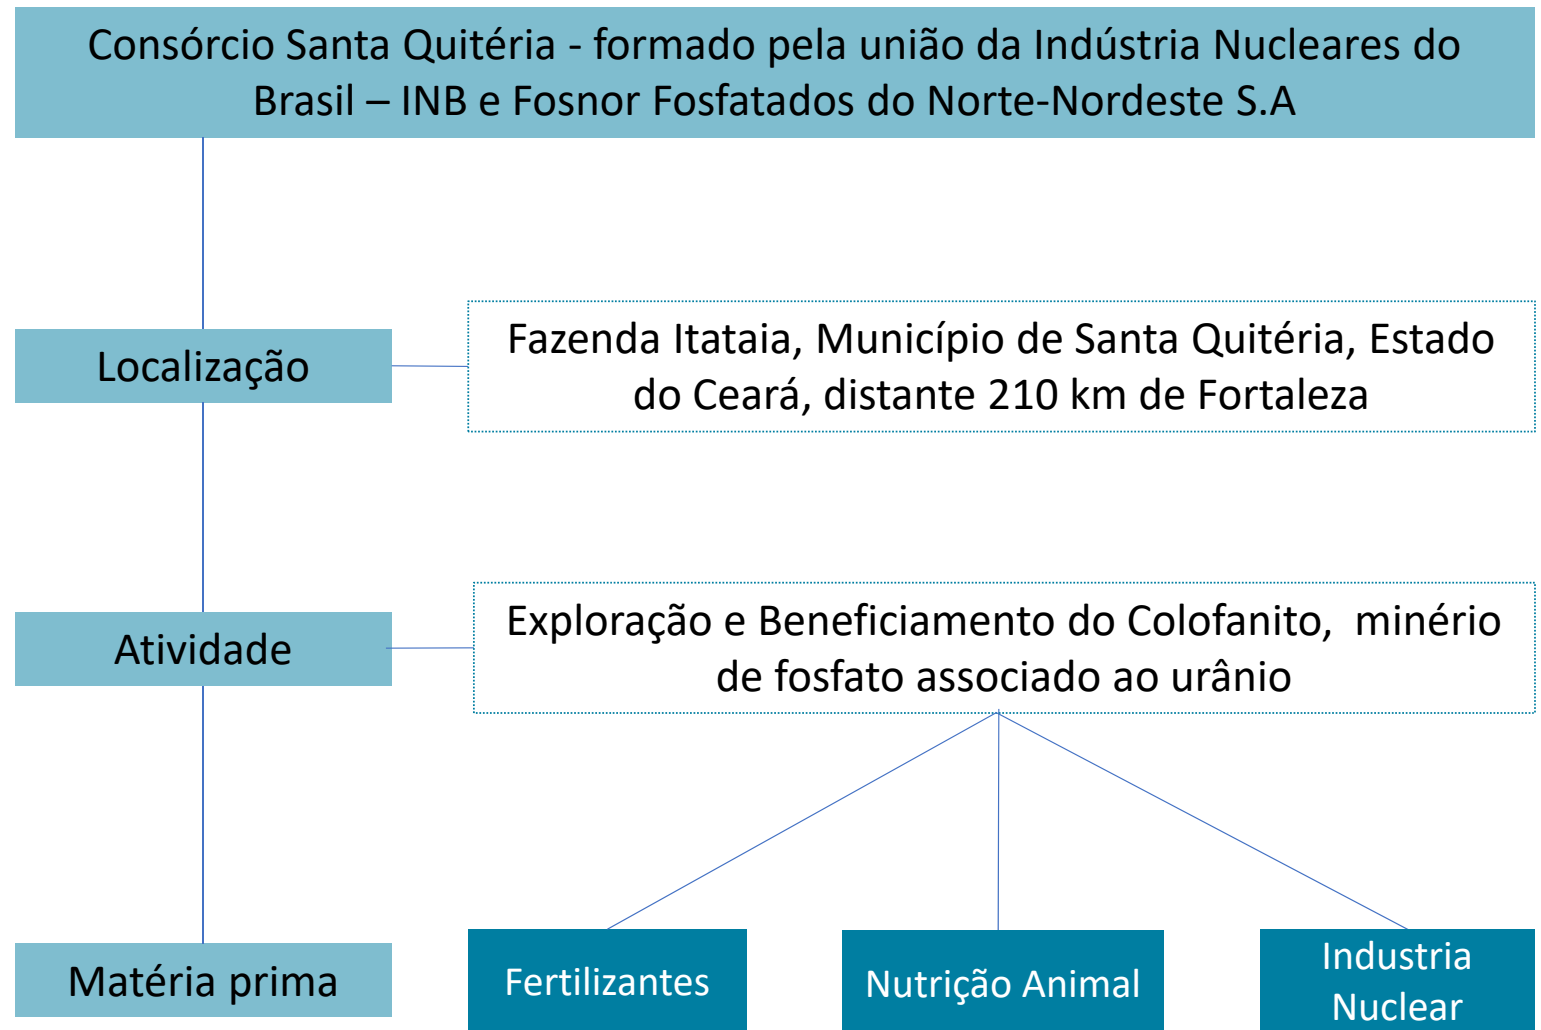 Consórcio Santa Quitéria - formado pela união da Indústria Nucleares do
Brasil – INB e Fosnor Fosfatados do Norte-Nordeste S.A
Localização
Fazenda Itataia, Município de Santa Quitéria, Estado
do Ceará, distante 210 km de Fortaleza
Atividade
Exploração e Beneficiamento do Colofanito,  minério
de fosfato associado ao urânio
Matéria prima
Fertilizantes
Nutrição Animal
Industria
Nuclear